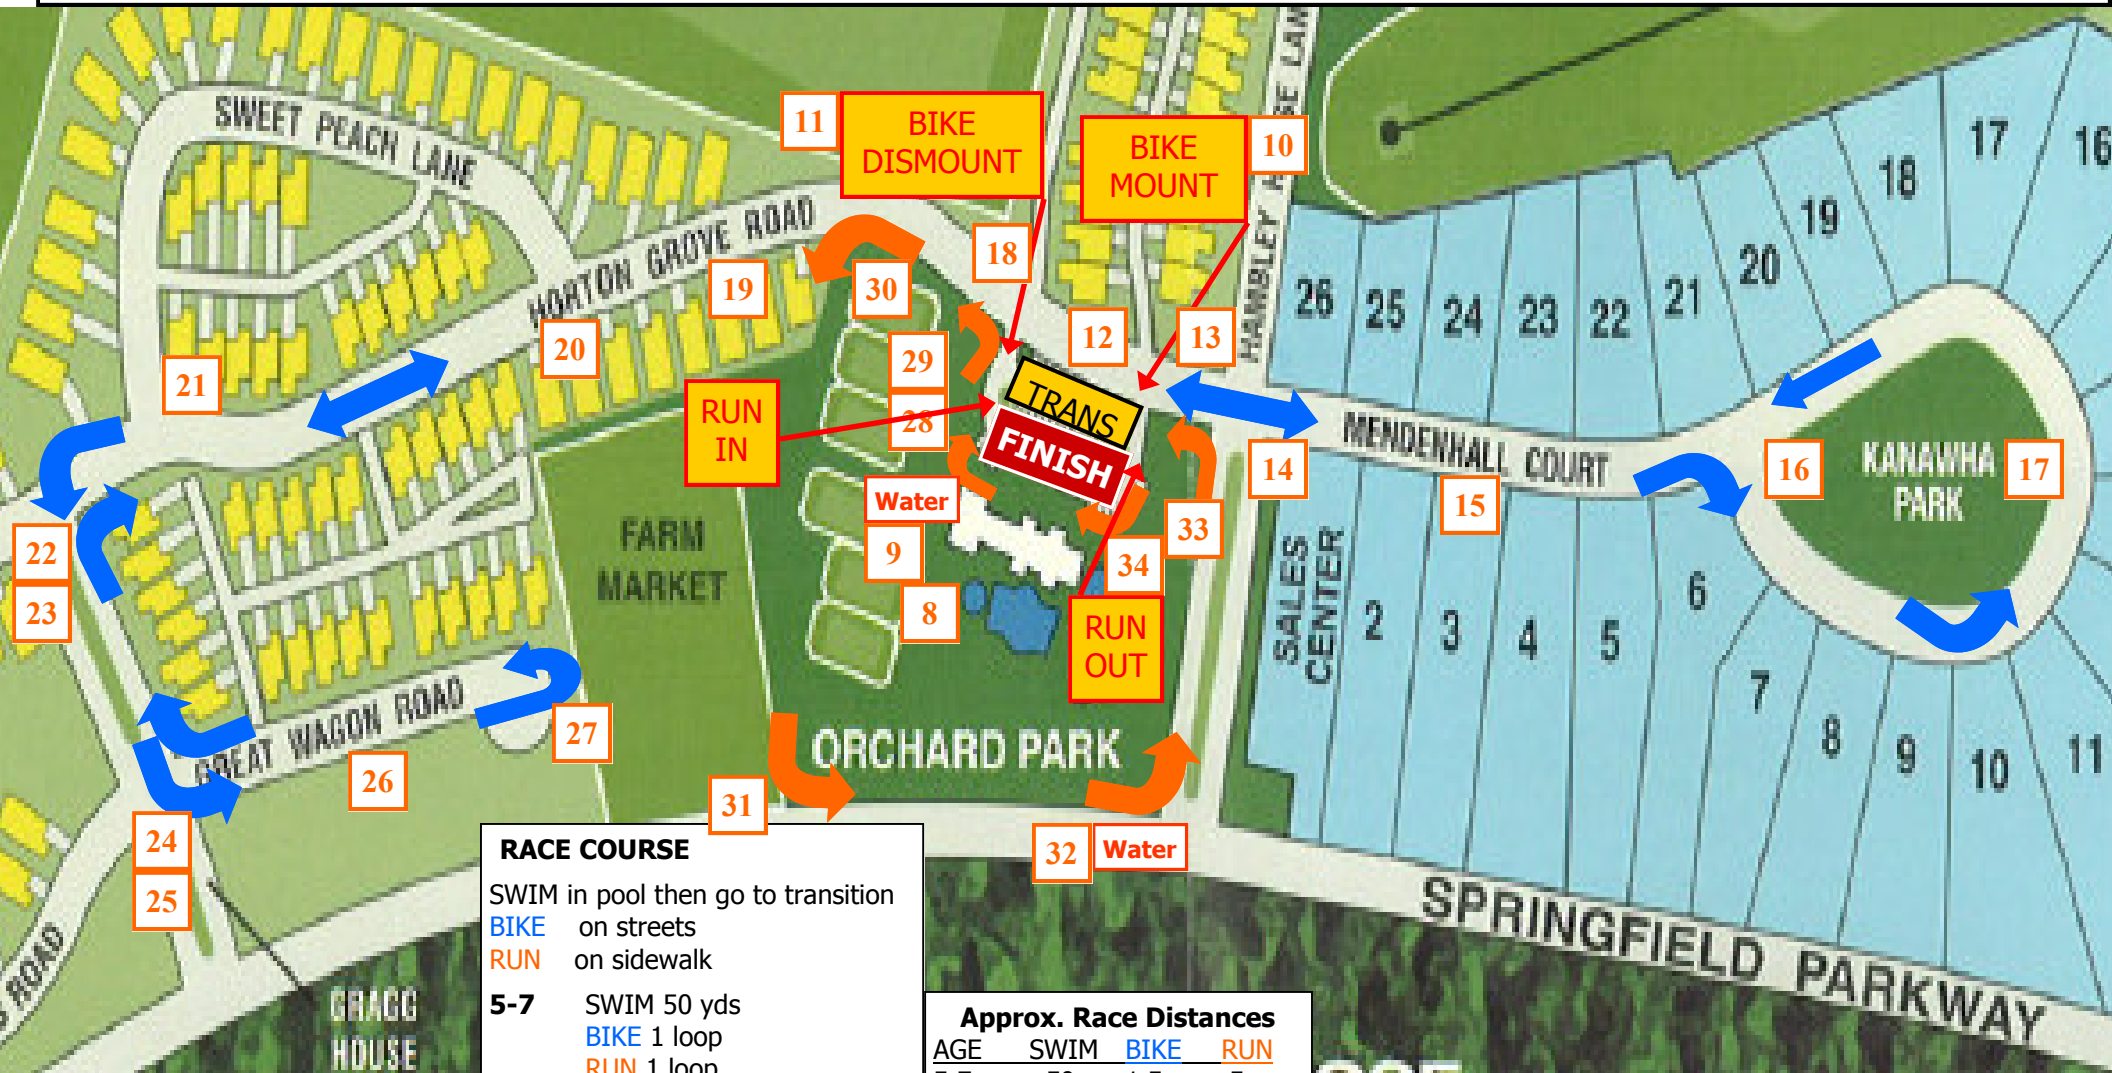 SWEET PEACH LANE
11
BIKE
DISMOUNT
BIKE
MOUNT
10
HORTON GROVE ROAD
HAMBLEY
LANE
18
30
19
20
21
29
28
12
13
RUN
IN
TRANS
FINISH
26
25
24
23
22
21
20
19
18
17
16
MENDENHALL COURT
14
15
16
KANAWHA
PARK
17
22
23
FARM
MARKET
Water
9
8
33
34
RUN
OUT
SALES
CENTER
2
3
4
5
6
7
8
9
10
11
GREAT WAGON ROAD
26
27
24
25
ORCHARD PARK
31
32
Water
SPRINGFIELD PARKWAY
ROAD
GRAGG
HOUSE
RACE COURSE
SWIM in pool then go to transition
BIKE on streets
RUN on sidewalk
5-7 SWIM 50 yds
BIKE 1 loop
RUN 1 loop
Approx. Race Distances
AGE SWIM BIKE RUN